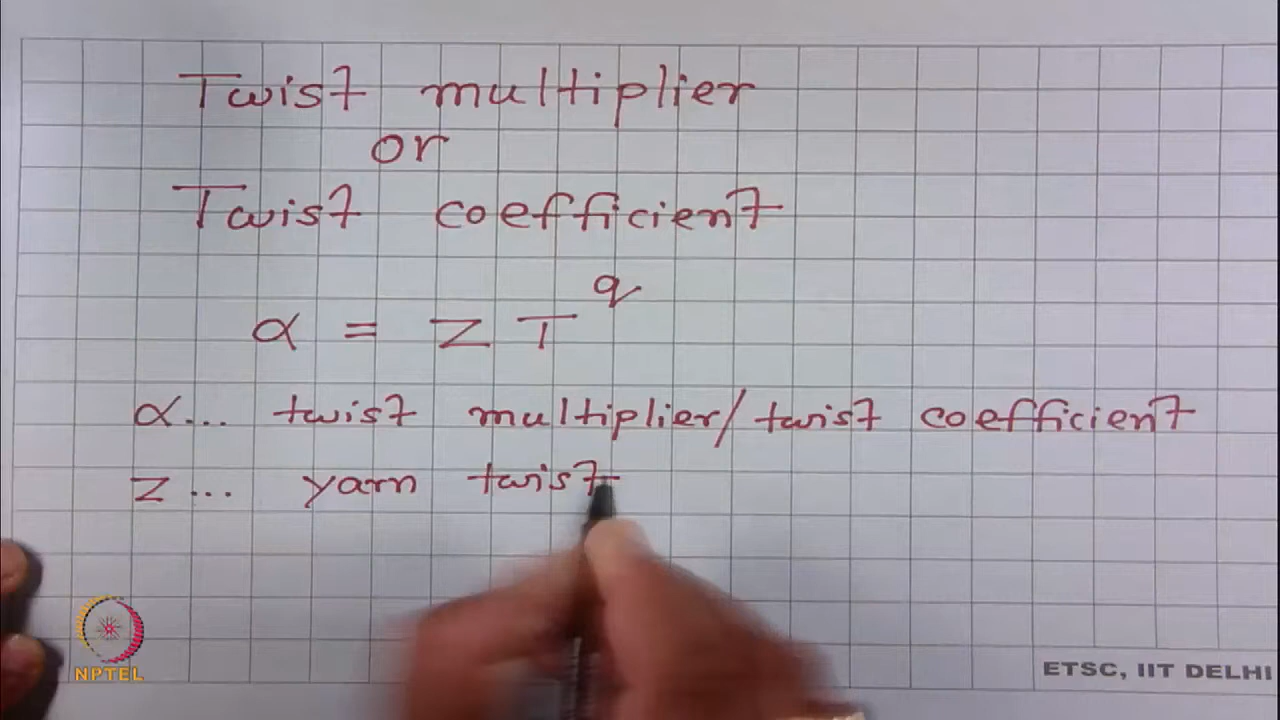 Twist multiplier
or
Twist coefficient
α = Z T^q
α... twist multiplier/twist coefficient
Z... yarn twist
NPTEL
ETSC, IIT DELHI